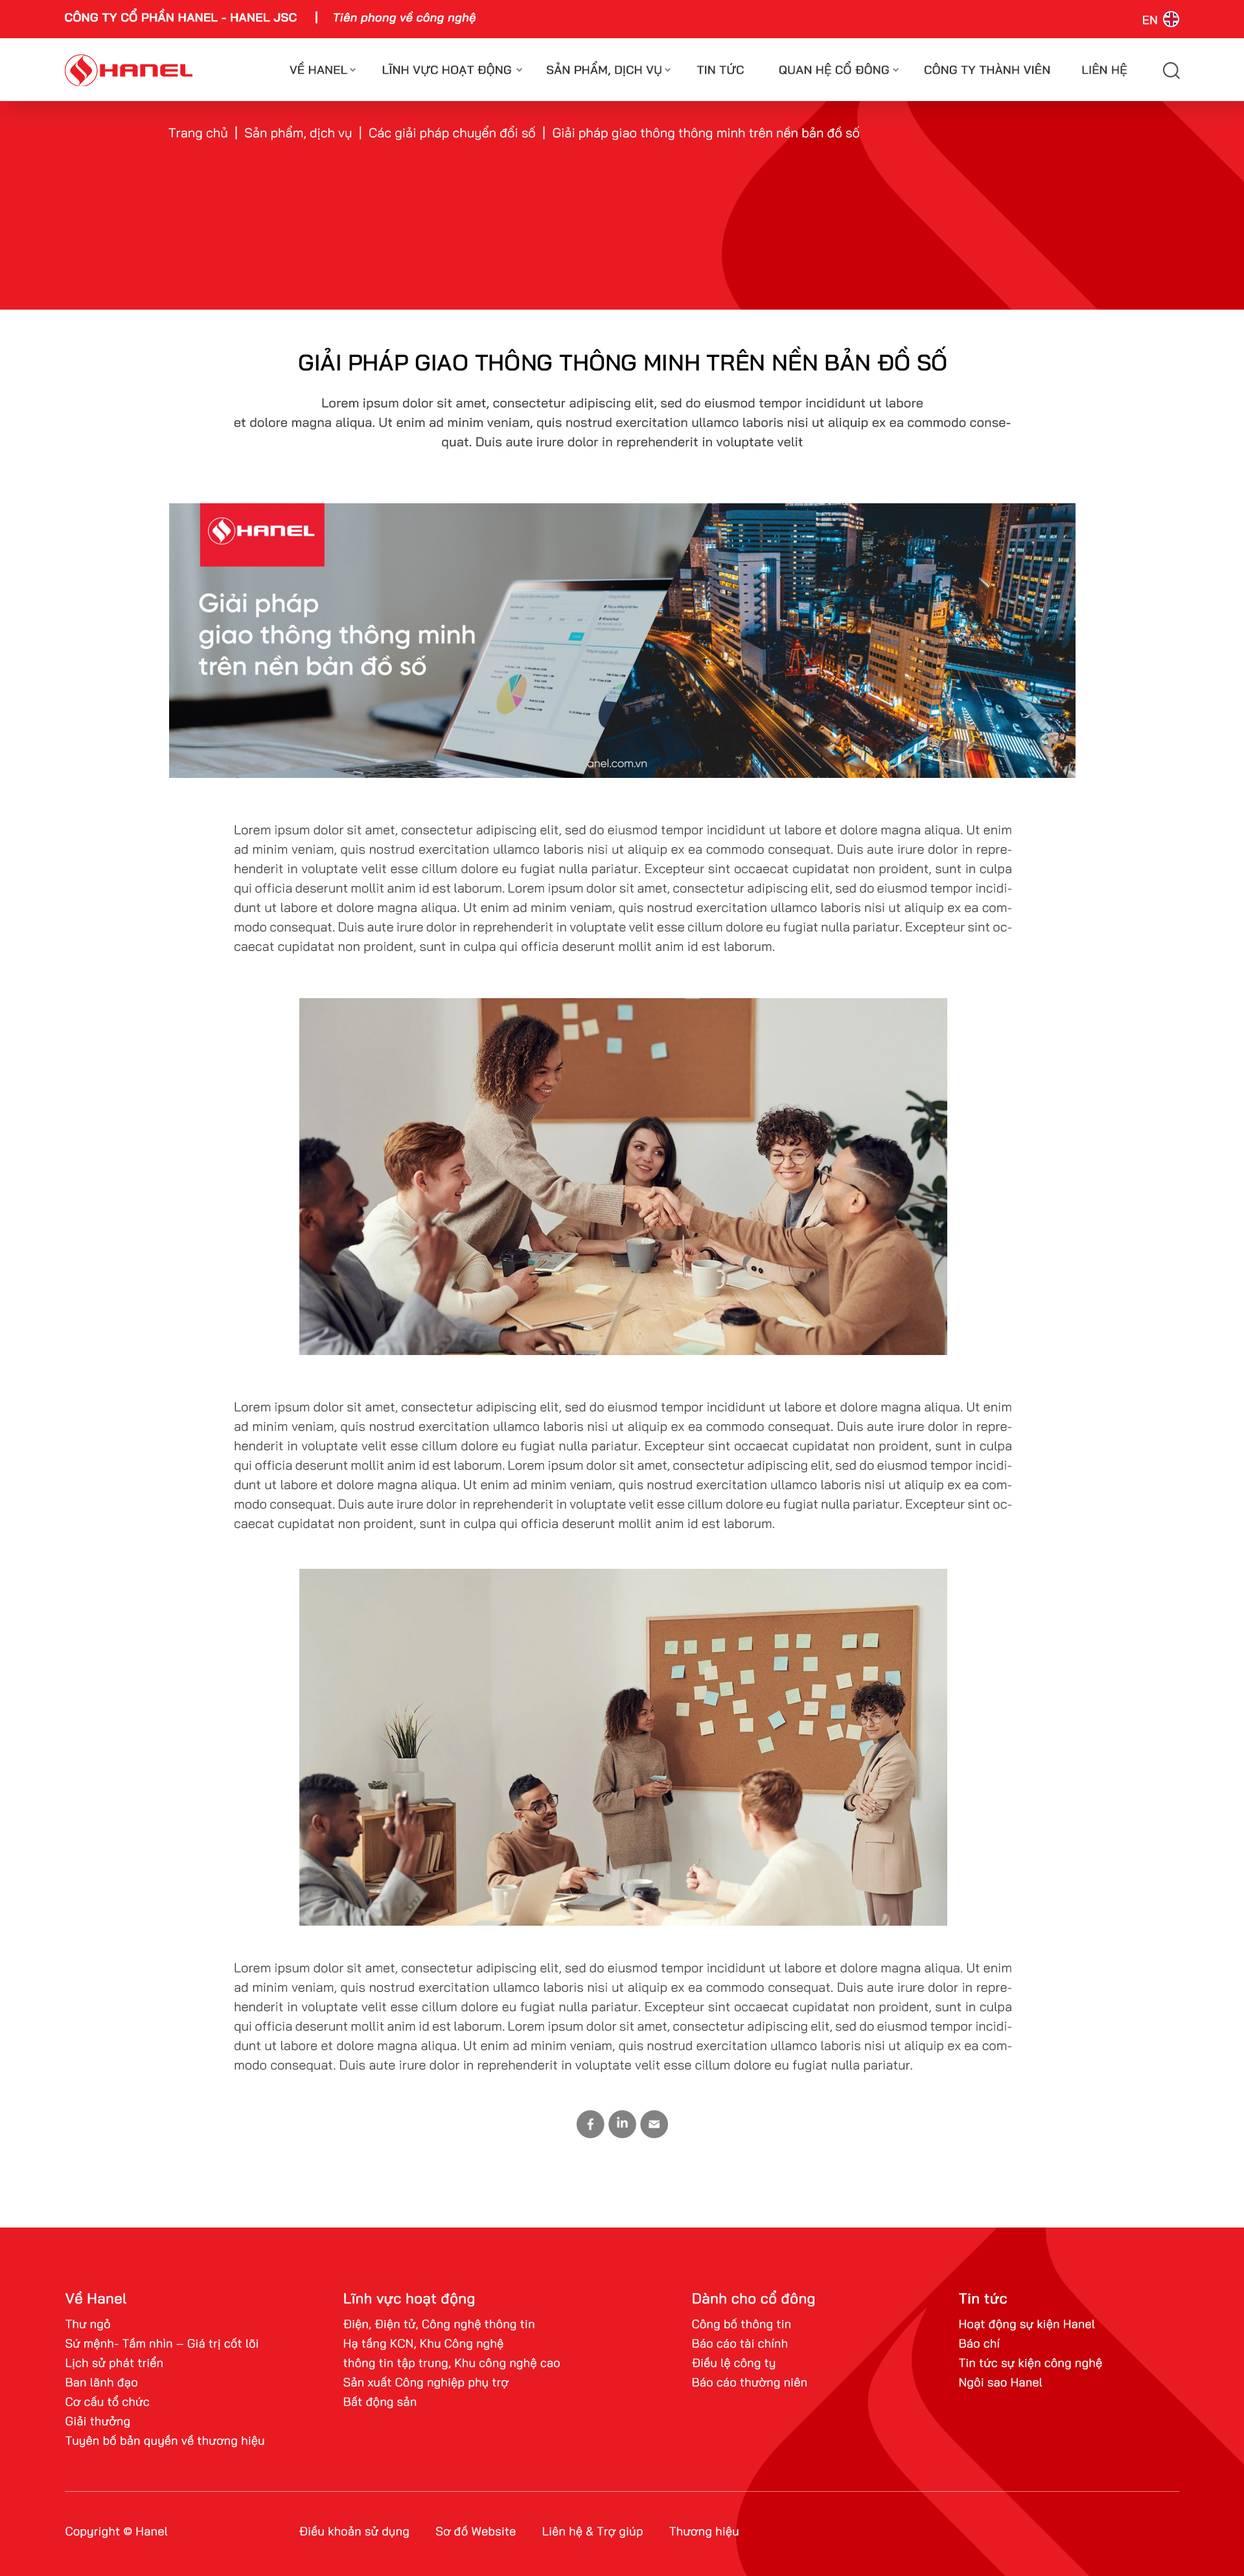 CÔNG TY CỔ PHẦN HANEL - HANEL JSC | Tiên phong về công nghệ
EN
HANEL
VỀ HANEL LĨNH VỰC HOẠT ĐỘNG SẢN PHẨM, DỊCH VỤ TIN TỨC QUAN HỆ CỔ ĐÔNG CÔNG TY THÀNH VIÊN LIÊN HỆ
Trang chủ | Sản phẩm, dịch vụ | Các giải pháp chuyển đổi số | Giải pháp giao thông thông minh trên nền bản đồ số
GIẢI PHÁP GIAO THÔNG THÔNG MINH TRÊN NỀN BẢN ĐỒ SỐ
Lorem ipsum dolor sit amet, consectetur adipiscing elit, sed do eiusmod tempor incididunt ut labore
et dolore magna aliqua. Ut enim ad minim veniam, quis nostrud exercitation ullamco laboris nisi ut aliquip ex ea commodo conse-
quat. Duis aute irure dolor in reprehenderit in voluptate velit
HANEL
Giải pháp
giao thông thông minh
trên nền bản đồ số
anel.com.vn
Lorem ipsum dolor sit amet, consectetur adipiscing elit, sed do eiusmod tempor incididunt ut labore et dolore magna aliqua. Ut enim
ad minim veniam, quis nostrud exercitation ullamco laboris nisi ut aliquip ex ea commodo consequat. Duis aute irure dolor in repre-
henderit in voluptate velit esse cillum dolore eu fugiat nulla pariatur. Excepteur sint occaecat cupidatat non proident, sunt in culpa
qui officia deserunt mollit anim id est laborum. Lorem ipsum dolor sit amet, consectetur adipiscing elit, sed do eiusmod tempor incidi-
dunt ut labore et dolore magna aliqua. Ut enim ad minim veniam, quis nostrud exercitation ullamco laboris nisi ut aliquip ex ea com-
modo consequat. Duis aute irure dolor in reprehenderit in voluptate velit esse cillum dolore eu fugiat nulla pariatur. Excepteur sint oc-
caecat cupidatat non proident, sunt in culpa qui officia deserunt mollit anim id est laborum.
Lorem ipsum dolor sit amet, consectetur adipiscing elit, sed do eiusmod tempor incididunt ut labore et dolore magna aliqua. Ut enim
ad minim veniam, quis nostrud exercitation ullamco laboris nisi ut aliquip ex ea commodo consequat. Duis aute irure dolor in repre-
henderit in voluptate velit esse cillum dolore eu fugiat nulla pariatur. Excepteur sint occaecat cupidatat non proident, sunt in culpa
qui officia deserunt mollit anim id est laborum. Lorem ipsum dolor sit amet, consectetur adipiscing elit, sed do eiusmod tempor incidi-
dunt ut labore et dolore magna aliqua. Ut enim ad minim veniam, quis nostrud exercitation ullamco laboris nisi ut aliquip ex ea com-
modo consequat. Duis aute irure dolor in reprehenderit in voluptate velit esse cillum dolore eu fugiat nulla pariatur. Excepteur sint oc-
caecat cupidatat non proident, sunt in culpa qui officia deserunt mollit anim id est laborum.
Lorem ipsum dolor sit amet, consectetur adipiscing elit, sed do eiusmod tempor incididunt ut labore et dolore magna aliqua. Ut enim
ad minim veniam, quis nostrud exercitation ullamco laboris nisi ut aliquip ex ea commodo consequat. Duis aute irure dolor in repre-
henderit in voluptate velit esse cillum dolore eu fugiat nulla pariatur. Excepteur sint occaecat cupidatat non proident, sunt in culpa
qui officia deserunt mollit anim id est laborum. Lorem ipsum dolor sit amet, consectetur adipiscing elit, sed do eiusmod tempor incidi-
dunt ut labore et dolore magna aliqua. Ut enim ad minim veniam, quis nostrud exercitation ullamco laboris nisi ut aliquip ex ea com-
modo consequat. Duis aute irure dolor in reprehenderit in voluptate velit esse cillum dolore eu fugiat nulla pariatur.
Về Hanel
Thư ngỏ
Sứ mệnh- Tầm nhìn – Giá trị cốt lõi
Lịch sử phát triển
Ban lãnh đạo
Cơ cấu tổ chức
Giải thưởng
Tuyên bố bản quyền về thương hiệu
Lĩnh vực hoạt động
Điện, Điện tử, Công nghệ thông tin
Hạ tầng KCN, Khu Công nghệ
thông tin tập trung, Khu công nghệ cao
Sản xuất Công nghiệp phụ trợ
Bất động sản
Dành cho cổ đông
Công bố thông tin
Báo cáo tài chính
Điều lệ công ty
Báo cáo thường niên
Tin tức
Hoạt động sự kiện Hanel
Báo chí
Tin tức sự kiện công nghệ
Ngôi sao Hanel
Copyright © Hanel Điều khoản sử dụng Sơ đồ Website Liên hệ & Trợ giúp Thương hiệu